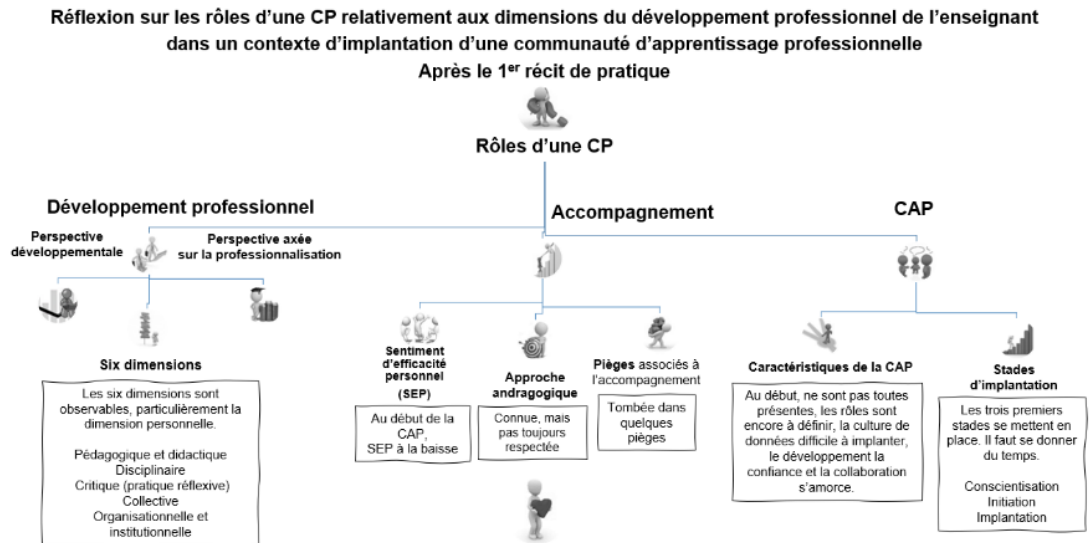 Réflexion sur les rôles d'une CP relativement aux dimensions du développement professionnel de l'enseignant
dans un contexte d'implantation d'une communauté d'apprentissage professionnelle
Après le 1er récit de pratique
Rôles d'une CP
Développement professionnel
Perspective
développementale
Perspective axée
sur la professionnalisation
Six dimensions
Les six dimensions sont
observables, particulièrement la
dimension personnelle.
Pédagogique et didactique
Disciplinaire
Critique (pratique réflexive)
Collective
Organisationnelle et
institutionnelle
Accompagnement
Sentiment
d'efficacité
personnel
(SEP)
Au début de la
CAP,
SEP à la baisse
Approche
andragogique
Connue, mais
pas toujours
respectée
Pièges associés à
l'accompagnement
Tombée dans
quelques
pièges
CAP
Caractéristiques de la CAP
Au début, ne sont pas toutes
présentes, les rôles sont
encore à définir, la culture de
données difficile à implanter,
le développement la
confiance et la collaboration
s'amorce.
Stades
d'implantation
Les trois premiers
stades se mettent en
place. Il faut se donner
du temps.
Conscientisation
Initiation
Implantation